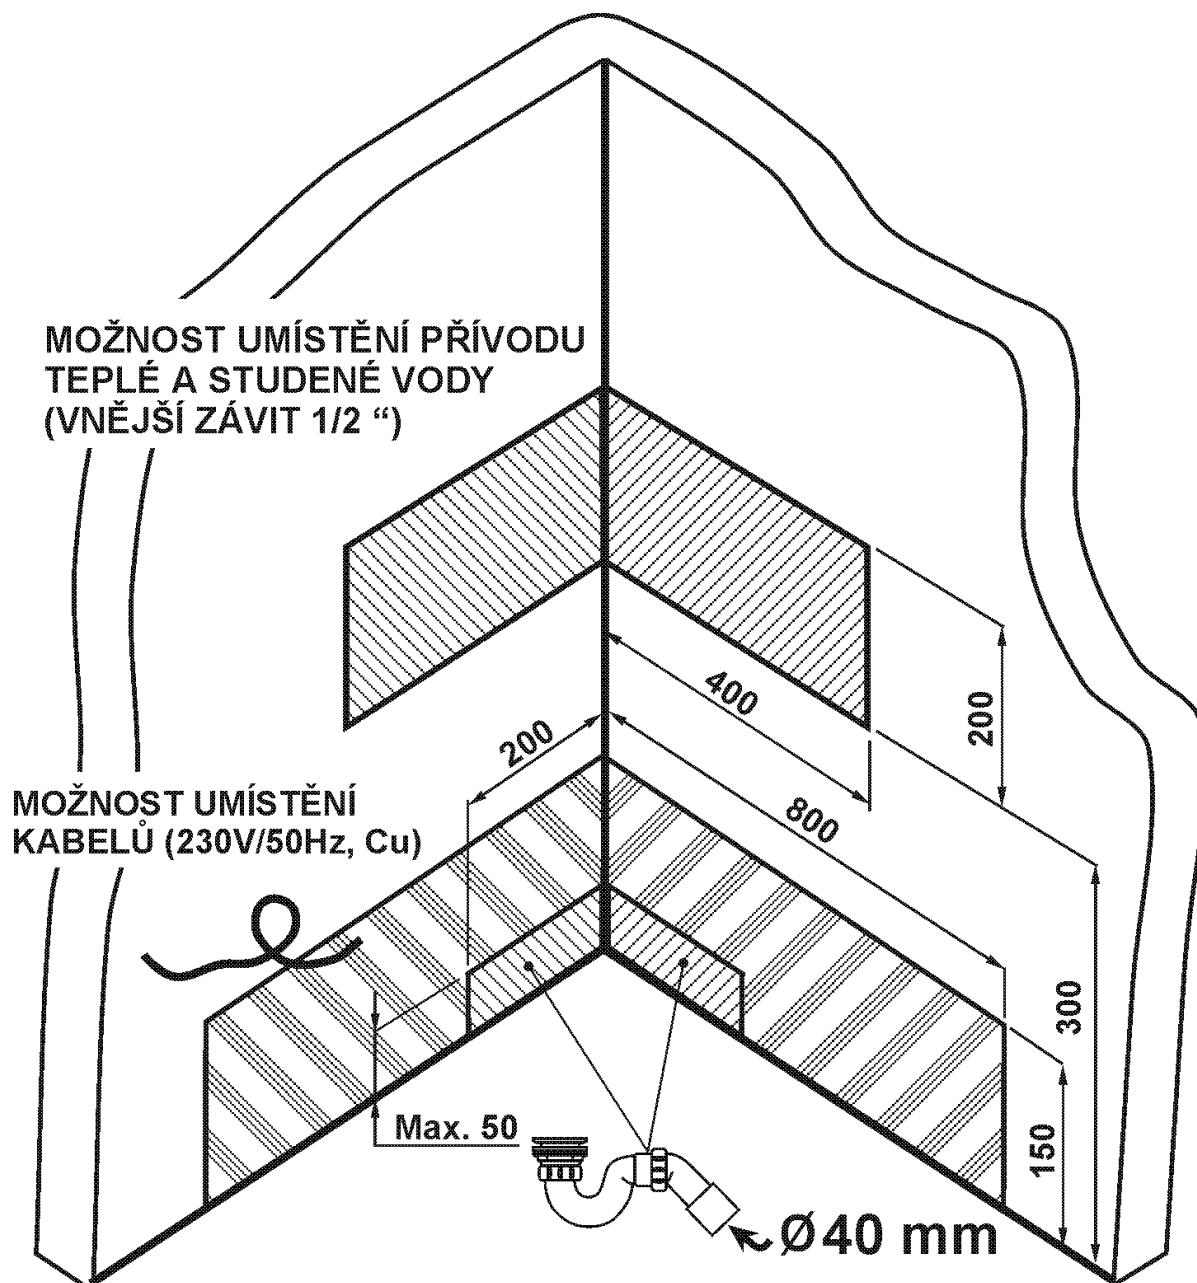 MOŽNOST UMÍSTĚNÍ PŘÍVODU
TEPLÉ A STUDENÉ VODY
(VNĚJŠÍ ZÁVIT 1/2 “)
400
200
200
MOŽNOST UMÍSTĚNÍ
KABELŮ (230V/50Hz, Cu)
800
300
Max. 50
150
Ø40 mm